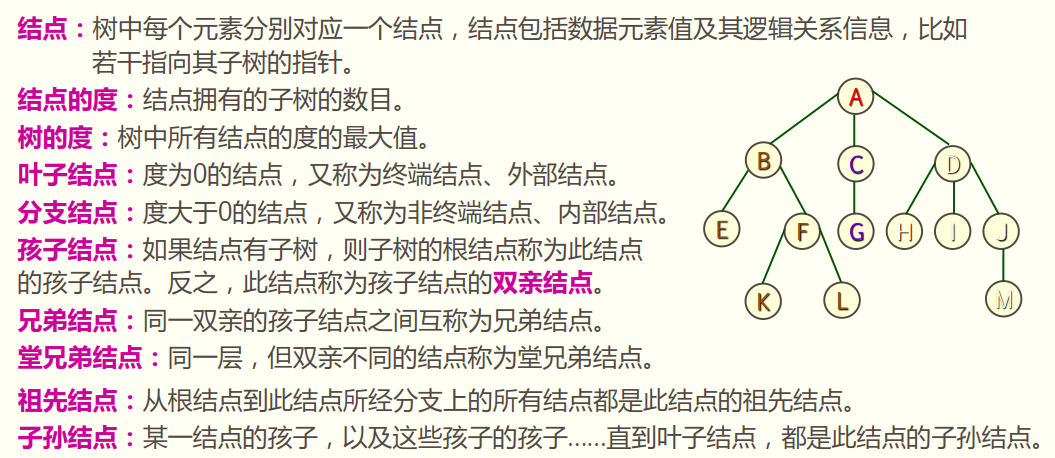 结点：树中每个元素分别对应一个结点，结点包括数据元素值及其逻辑关系信息，比如
若干指向其子树的指针。
结点的度：结点拥有的子树的数目。
树的度：树中所有结点的度的最大值。
叶子结点：度为0的结点，又称为终端结点、外部结点。
分支结点：度大于0的结点，又称为非终端结点、内部结点。
孩子结点：如果结点有子树，则子树的根结点称为此结点
的孩子结点。反之，此结点称为孩子结点的双亲结点。
兄弟结点：同一双亲的孩子结点之间互称为兄弟结点。
堂兄弟结点：同一层，但双亲不同的结点称为堂兄弟结点。
祖先结点：从根结点到此结点所经分支上的所有结点都是此结点的祖先结点。
子孙结点：某一结点的孩子，以及这些孩子的孩子……直到叶子结点，都是此结点的子孙结点。
A
B C D
E F G H I J
K L M